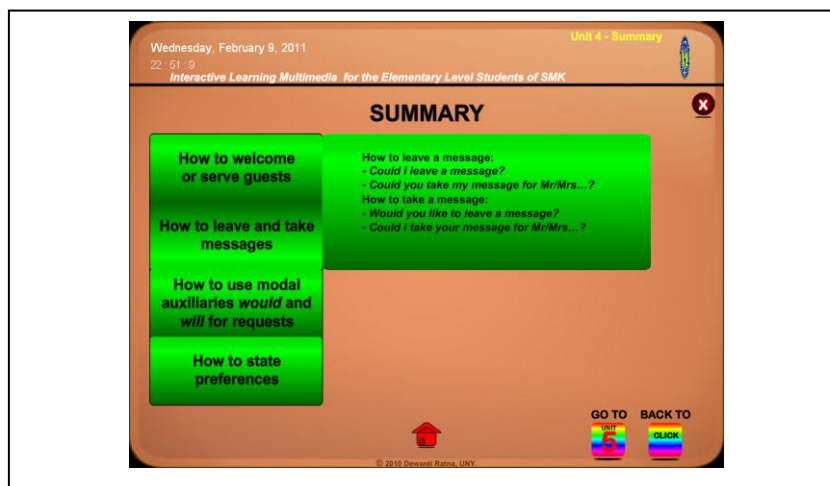 Unit 4 - Summary
Wednesday, February 9, 2011
22 : 51 : 9
Interactive Learning Multimedia for the Elementary Level Students of SMK
X
SUMMARY
How to welcome
or serve guests
How to leave and take
messages
How to use modal
auxiliaries would and
will for requests
How to state
preferences
How to leave a message:
- Could I leave a message?
- Could you take my message for Mr/Mrs...?
How to take a message:
- Would you like to leave a message?
- Could I take your message for Mr/Mrs...?
GO TO
UNIT
5
BACK TO
CLICK
© 2010 Dewanti Ratna, UNY.